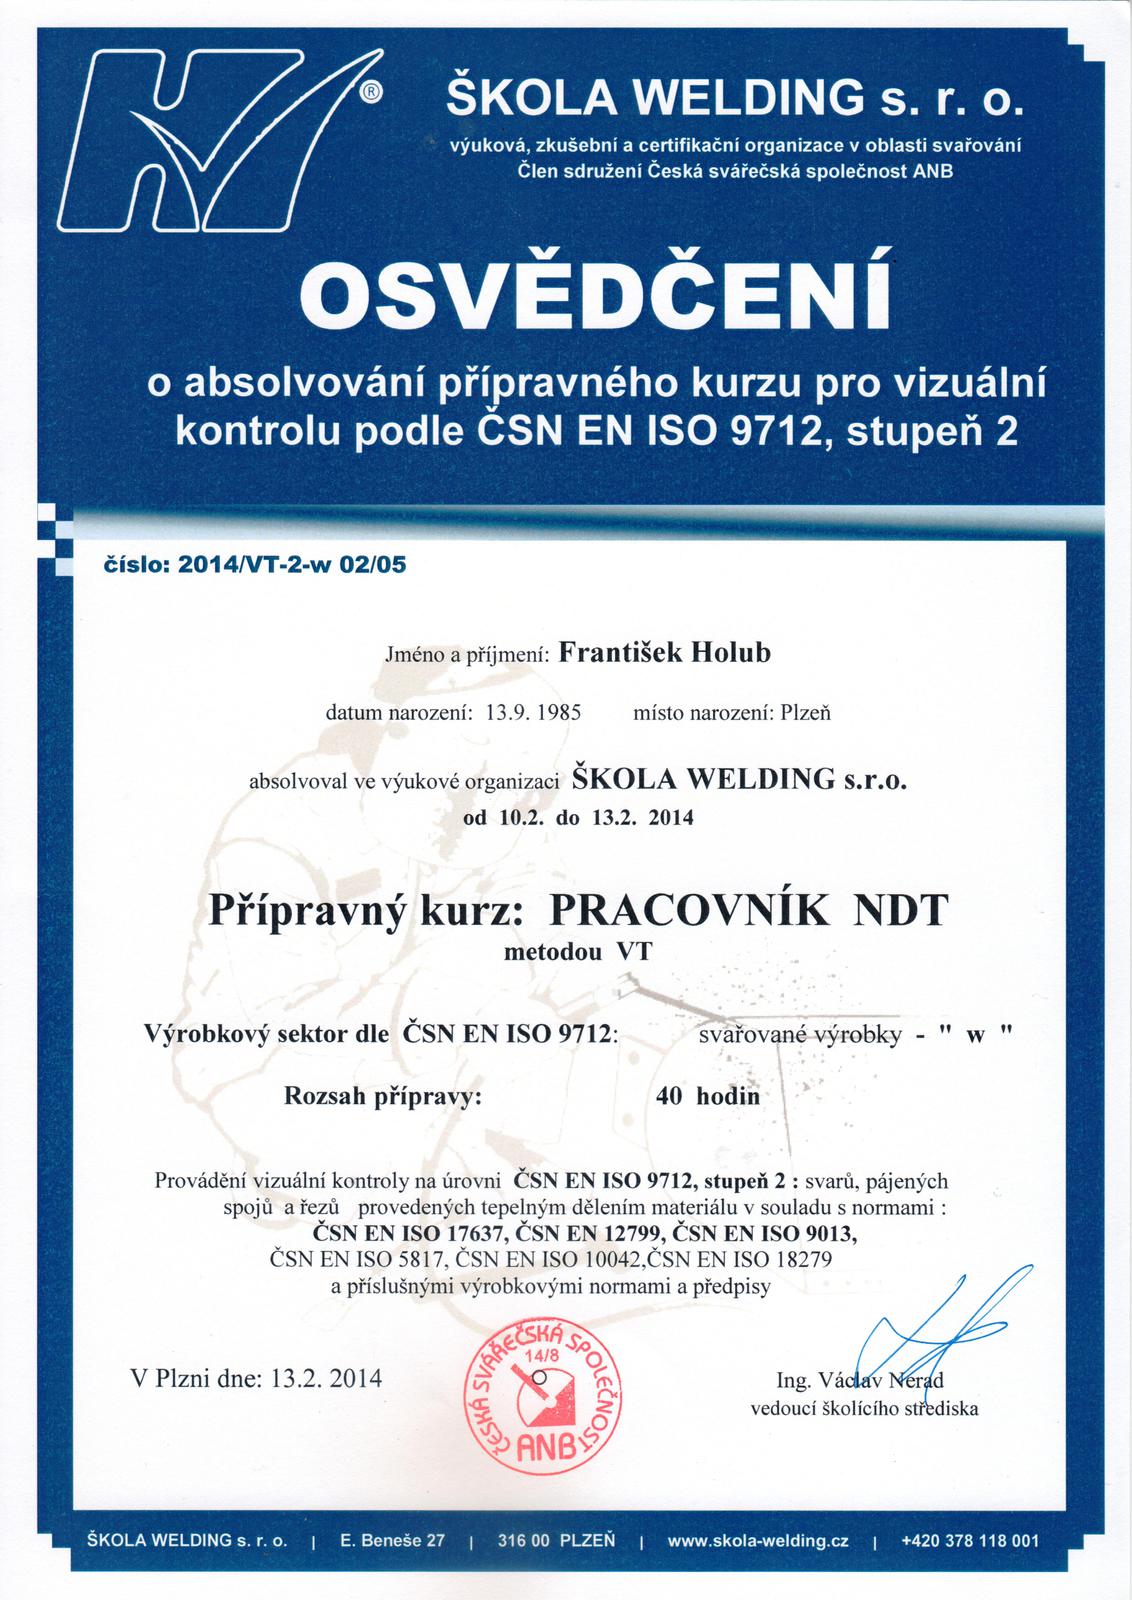 ®
ŠKOLA WELDING s. r. o.
výuková, zkušební a certifikační organizace v oblasti svařování
Člen sdružení Česká svářečská společnost ANB
OSVĚDČENÍ
o absolvování přípravného kurzu pro vizuální
kontrolu podle ČSN EN ISO 9712, stupeň 2
číslo: 2014/VT-2-w 02/05
Jméno a příjmení: František Holub
datum narození: 13.9. 1985 místo narození: Plzeň
absolvoval ve výukové organizaci ŠKOLA WELDING s.r.o.
od 10.2. do 13.2. 2014
Přípravný kurz: PRACOVNÍK NDT
metodou VT
Výrobkový sektor dle ČSN EN ISO 9712: svařované výrobky - " w "
Rozsah přípravy: 40 hodin
Provádění vizuální kontroly na úrovni ČSN EN ISO 9712, stupeň 2 : svarů, pájených
spojů a řezů provedených tepelným dělením materiálu v souladu s normami :
ČSN EN ISO 17637, ČSN EN 12799, ČSN EN ISO 9013,
ČSN EN ISO 5817, ČSN EN ISO 10042,ČSN EN ISO 18279
a příslušnými výrobkovými normami a předpisy
ČESKÁ SVÁŘEČSKÁ SPOLEČNOST
14/8
ANB
V Plzni dne: 13.2. 2014
Ing. Václav Nerad
vedoucí školícího střediska
ŠKOLA WELDING s. r. o. | E. Beneše 27 | 316 00 PLZEŇ | www.skola-welding.cz | +420 378 118 001